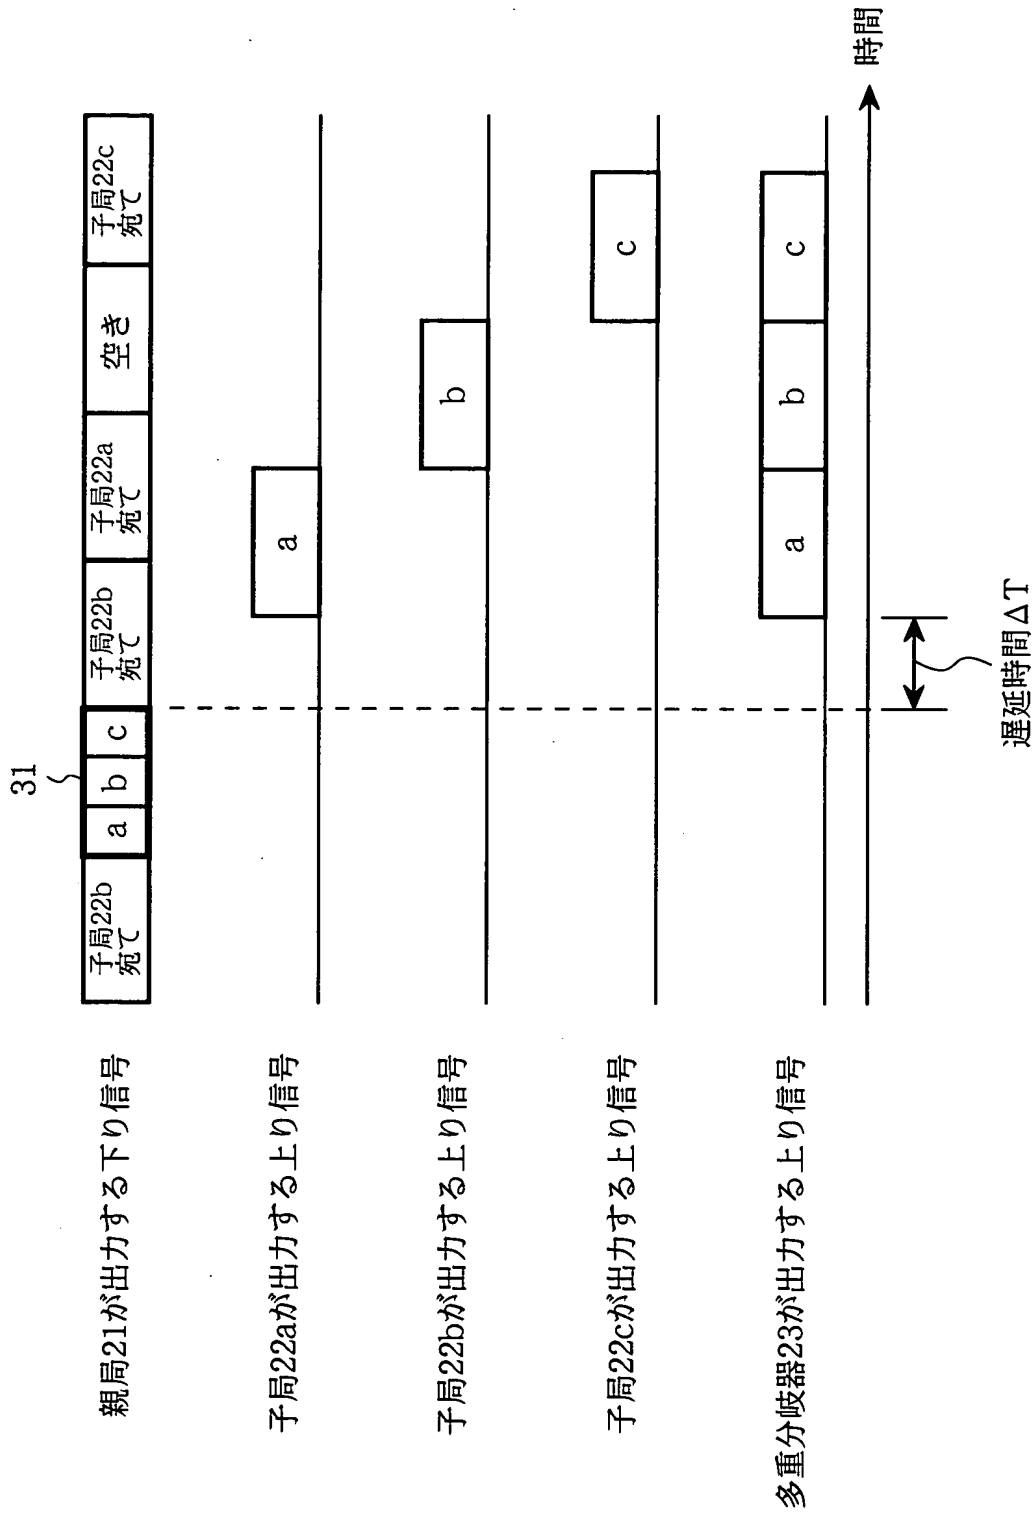 31
親局21が出力する下り信号
子局22b
宛て
a
b
c
子局22b
宛て
子局22a
宛て
空き
子局22c
宛て
子局22aが出力する上り信号
a
子局22bが出力する上り信号
b
子局22cが出力する上り信号
c
多重分岐器23が出力する上り信号
a
b
c
時間
遅延時間ΔT